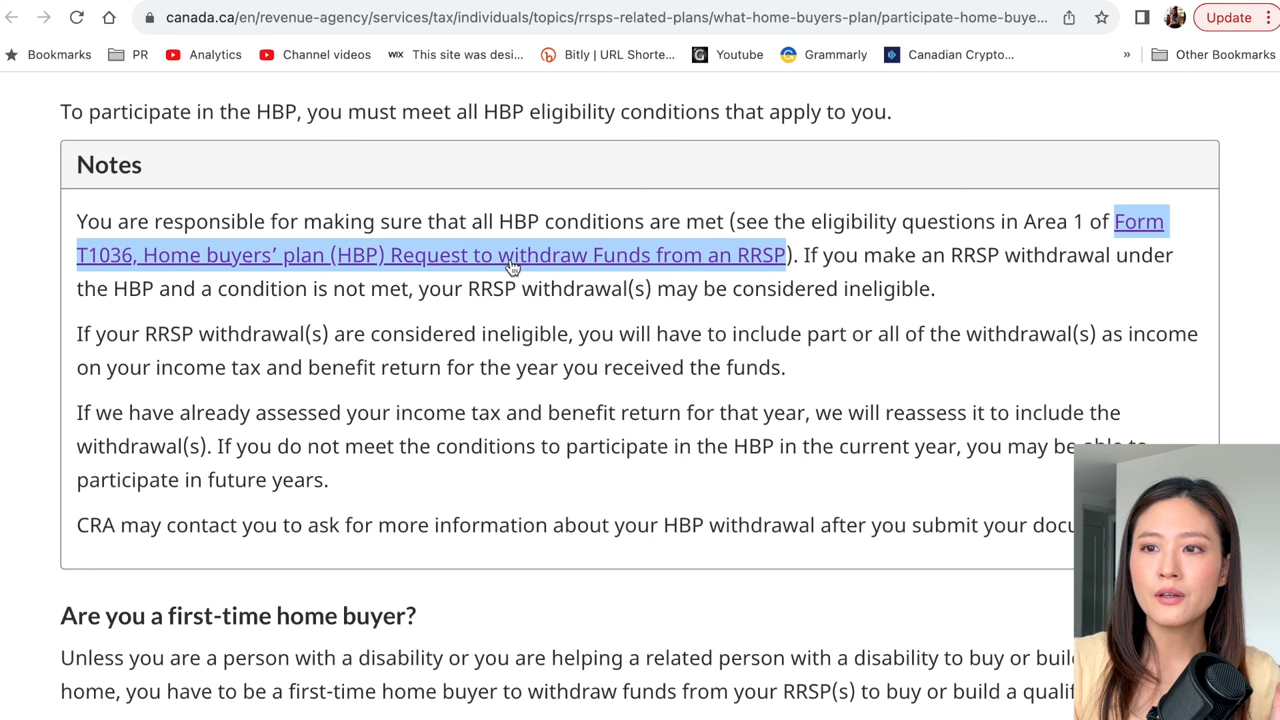 canada.ca/en/revenue-agency/services/tax/individuals/topics/rrsps-related-plans/what-home-buyers-plan/participate-home-buye...
Update
Bookmarks PR Analytics Channel videos WIX This site was desi... Bitly | URL Shorte... Youtube Grammarly Canadian Crypto... » Other Bookmarks
To participate in the HBP, you must meet all HBP eligibility conditions that apply to you.
Notes
You are responsible for making sure that all HBP conditions are met (see the eligibility questions in Area 1 of Form
T1036, Home buyers’ plan (HBP) Request to withdraw Funds from an RRSP). If you make an RRSP withdrawal under
the HBP and a condition is not met, your RRSP withdrawal(s) may be considered ineligible.
If your RRSP withdrawal(s) are considered ineligible, you will have to include part or all of the withdrawal(s) as income
on your income tax and benefit return for the year you received the funds.
If we have already assessed your income tax and benefit return for that year, we will reassess it to include the
withdrawal(s). If you do not meet the conditions to participate in the HBP in the current year, you may be able to
participate in future years.
CRA may contact you to ask for more information about your HBP withdrawal after you submit your docu
Are you a first-time home buyer?
Unless you are a person with a disability or you are helping a related person with a disability to buy or buil
home, you have to be a first-time home buyer to withdraw funds from your RRSP(s) to buy or build a qualif